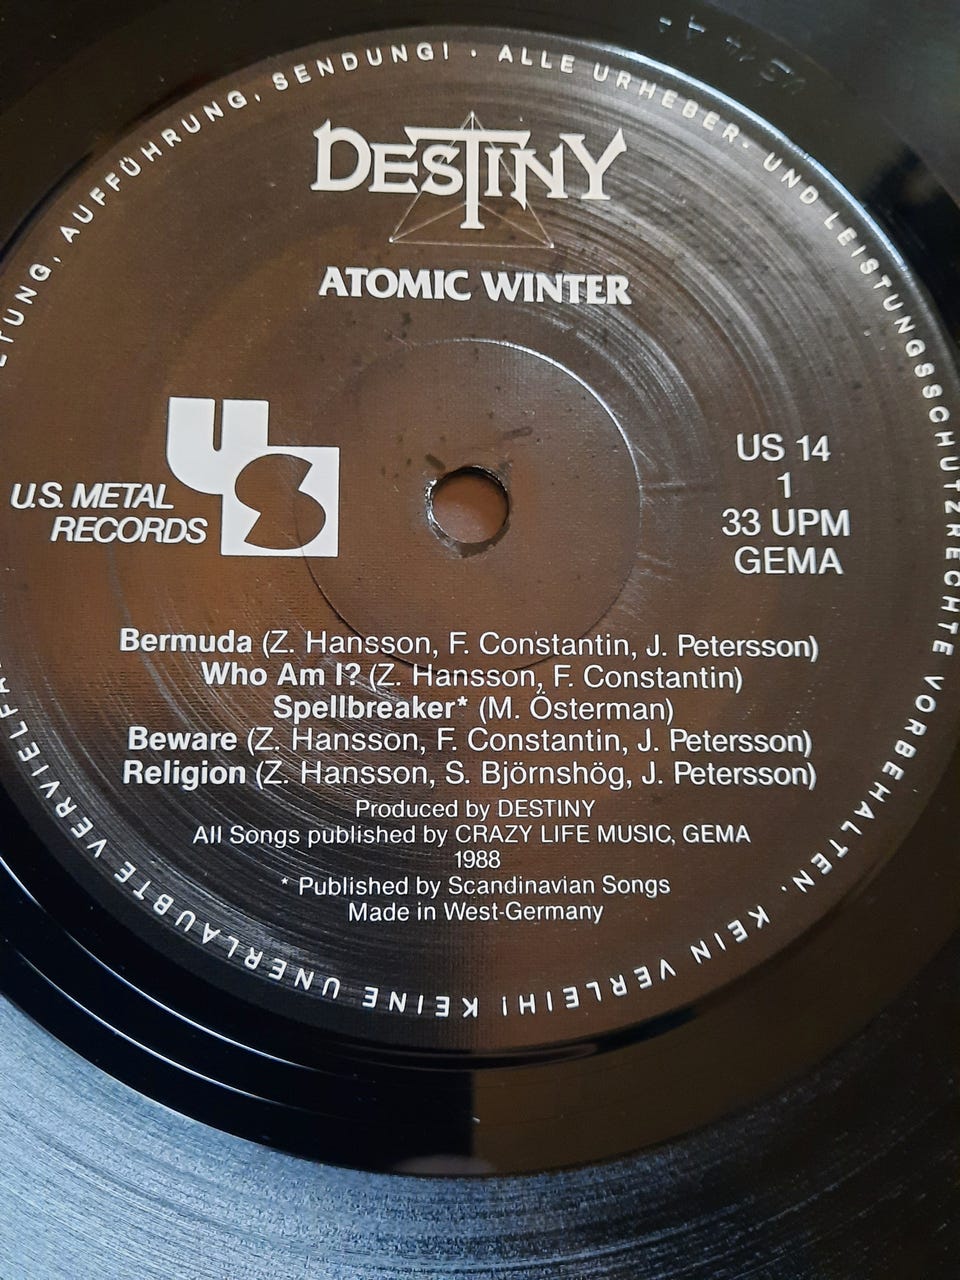 DESTINY
ATOMIC WINTER
US
U.S. METAL
RECORDS
US 14
1
33 UPM
GEMA
Bermuda (Z. Hansson, F. Constantin, J. Petersson)
Who Am I? (Z. Hansson, F. Constantin)
Spellbreaker* (M. Österman)
Beware (Z. Hansson, F. Constantin, J. Petersson)
Religion (Z. Hansson, S. Björnshög, J. Petersson)
Produced by DESTINY
All Songs published by CRAZY LIFE MUSIC, GEMA
1988
* Published by Scandinavian Songs
Made in West-Germany
ALLE URHEBER- UND LEISTUNGSSCHUTZRECHTE VORBEHALTEN. KEIN VERLEIH! KEINE UNERLAUBTE AUFFÜHRUNG, SENDUNG! ·